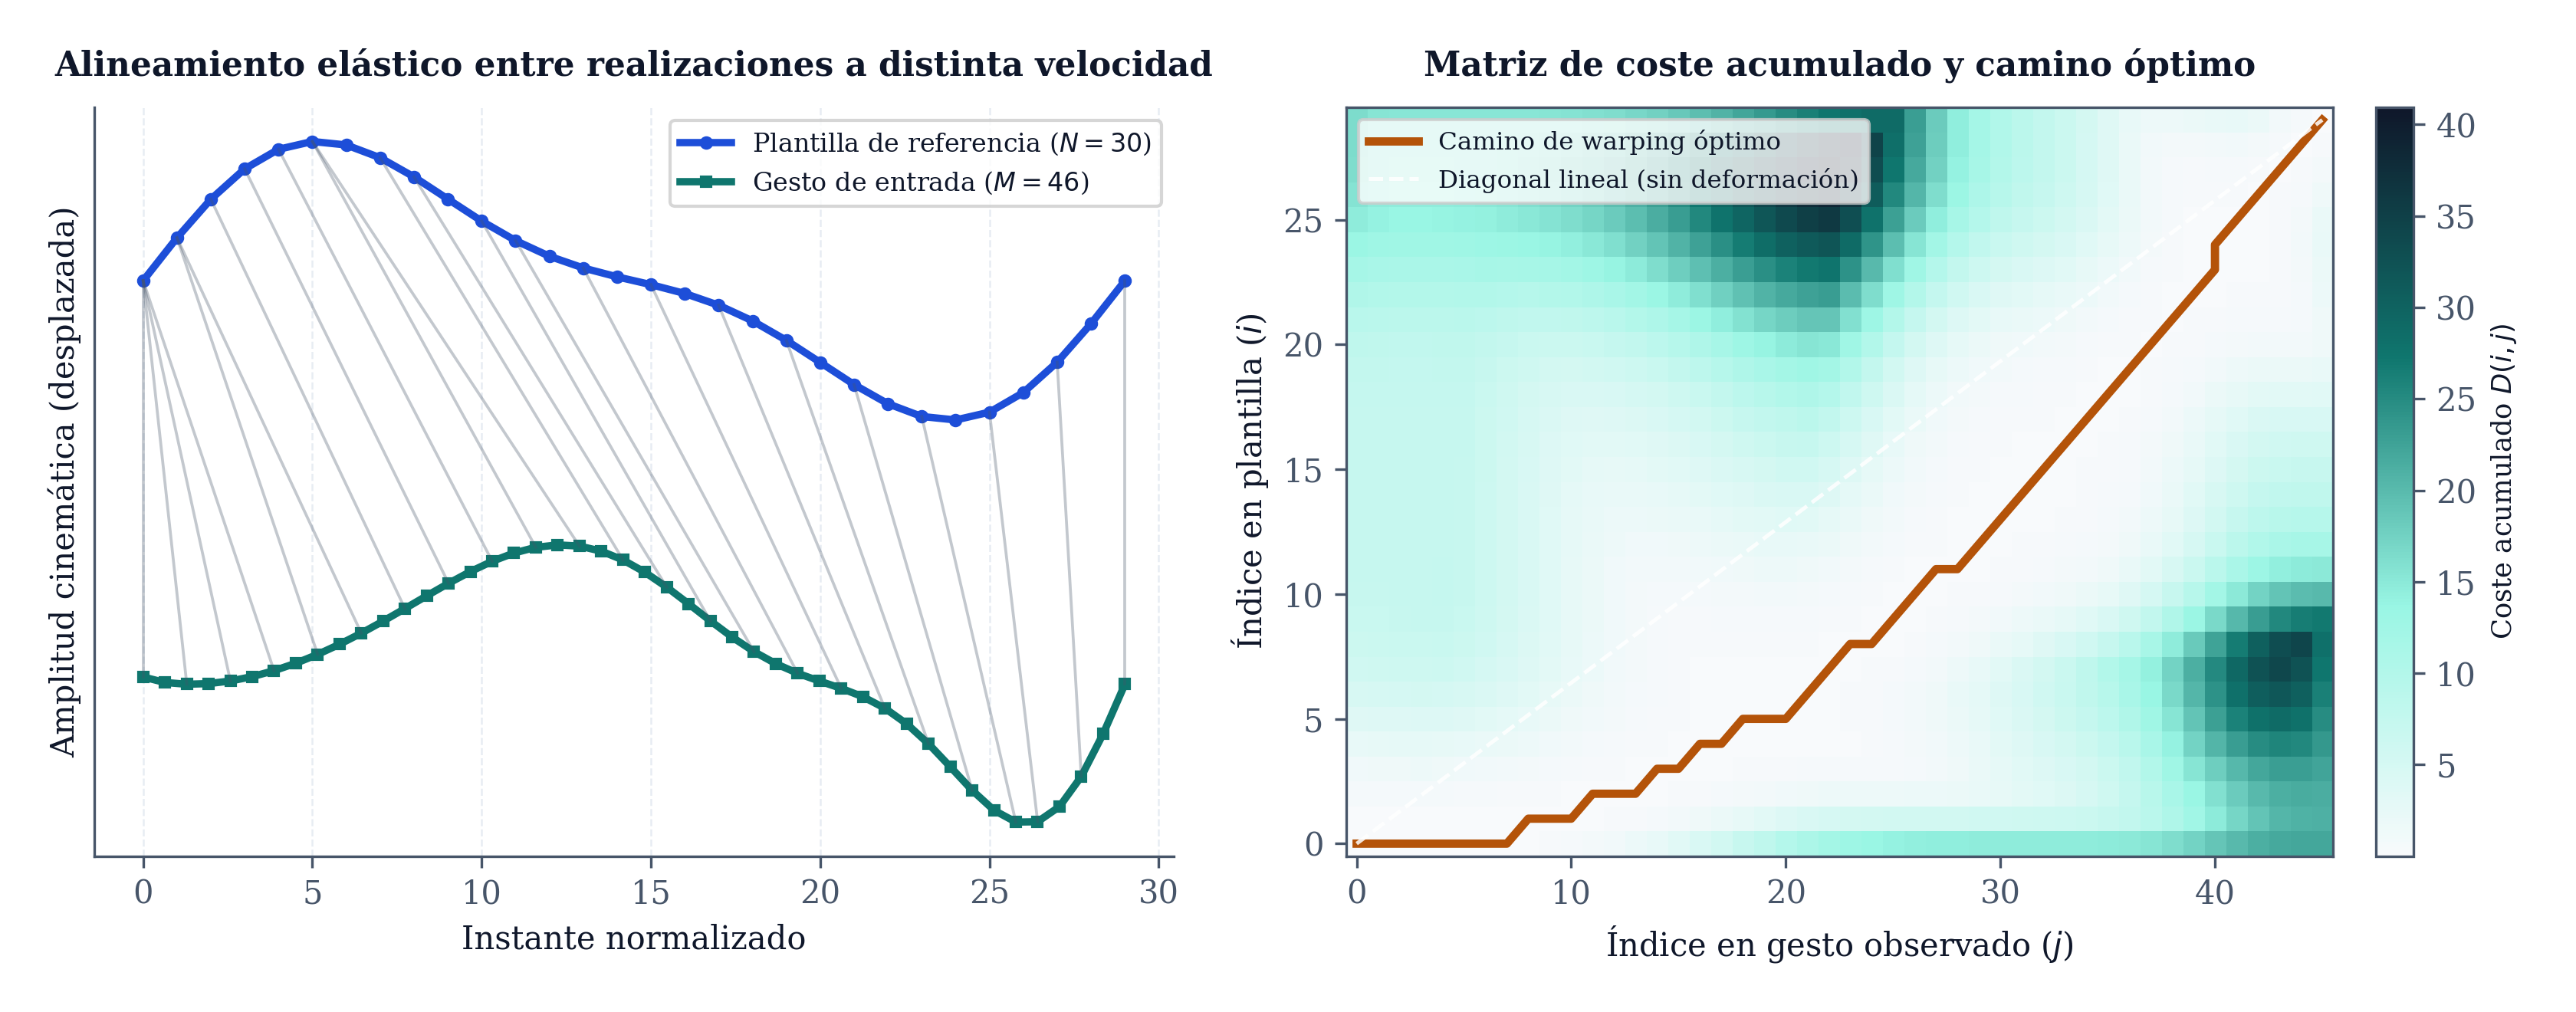 Alineamiento elástico entre realizaciones a distinta velocidad
Plantilla de referencia (N = 30)
Gesto de entrada (M = 46)
Amplitud cinemática (desplazada)
0 5 10 15 20 25 30
Instante normalizado
Matriz de coste acumulado y camino óptimo
Camino de warping óptimo
Diagonal lineal (sin deformación)
Índice en plantilla (i)
25
20
15
10
5
0
0 10 20 30 40
Índice en gesto observado (j)
40
35
30
25
20
15
10
5
Coste acumulado D(i, j)